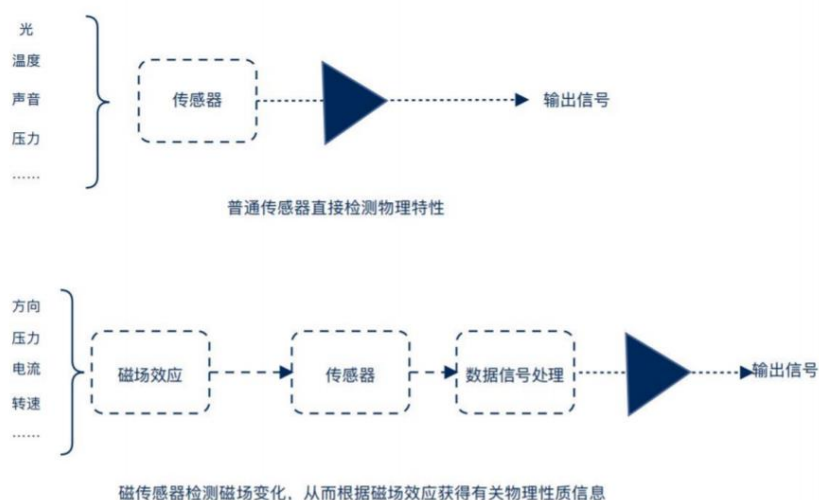 光
温度
声音
压力
……
传感器
输出信号
普通传感器直接检测物理特性
方向
压力
电流
转速
……
磁场效应
传感器
数据信号处理
输出信号
磁传感器检测磁场变化，从而根据磁场效应获得有关物理性质信息